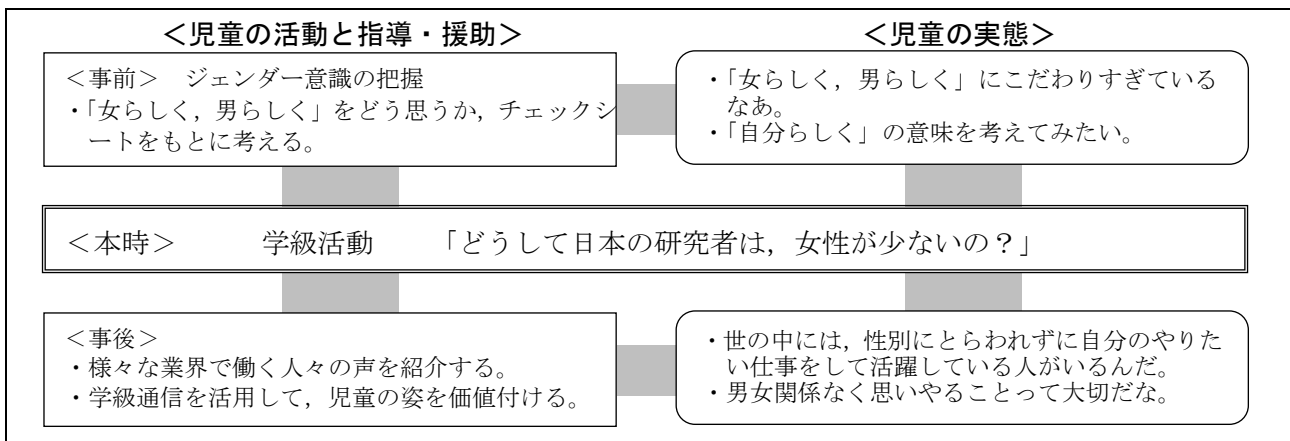 ＜児童の活動と指導・援助＞
＜児童の実態＞
＜事前＞　ジェンダー意識の把握
・「女らしく，男らしく」をどう思うか，チェックシ
ートをもとに考える。
・「女らしく，男らしく」にこだわりすぎている
なあ。
・「自分らしく」の意味を考えてみたい。
＜本時＞　　学級活動　　「どうして日本の研究者は，女性が少ないの？」
＜事後＞
・様々な業界で働く人々の声を紹介する。
・学級通信を活用して，児童の姿を価値付ける。
・世の中には，性別にとらわれずに自分のやりた
い仕事をして活躍している人がいるんだ。
・男女関係なく思いやることって大切だな。